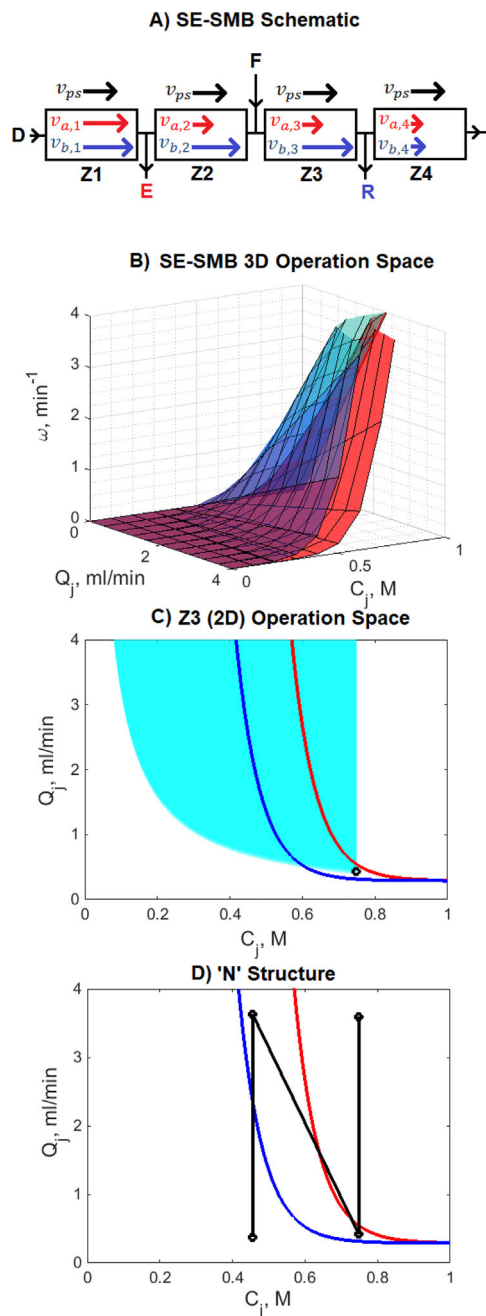 A) SE-SMB Schematic
F
v_ps v_ps v_ps v_ps
D v_a,1 v_a,2 v_a,3 v_a,4
v_b,1 v_b,2 v_b,3 v_b,4
Z1 Z2 Z3 Z4
E R
B) SE-SMB 3D Operation Space
4
3
2
1
0
ω, min⁻¹
0
2
4
Q_j, ml/min
0
0.5
1
C_j, M
C) Z3 (2D) Operation Space
4
3
2
1
0
Q_j, ml/min
0 0.2 0.4 0.6 0.8 1
C_j, M
D) 'N' Structure
4
3
2
1
0
Q_j, ml/min
0 0.2 0.4 0.6 0.8 1
C_j, M